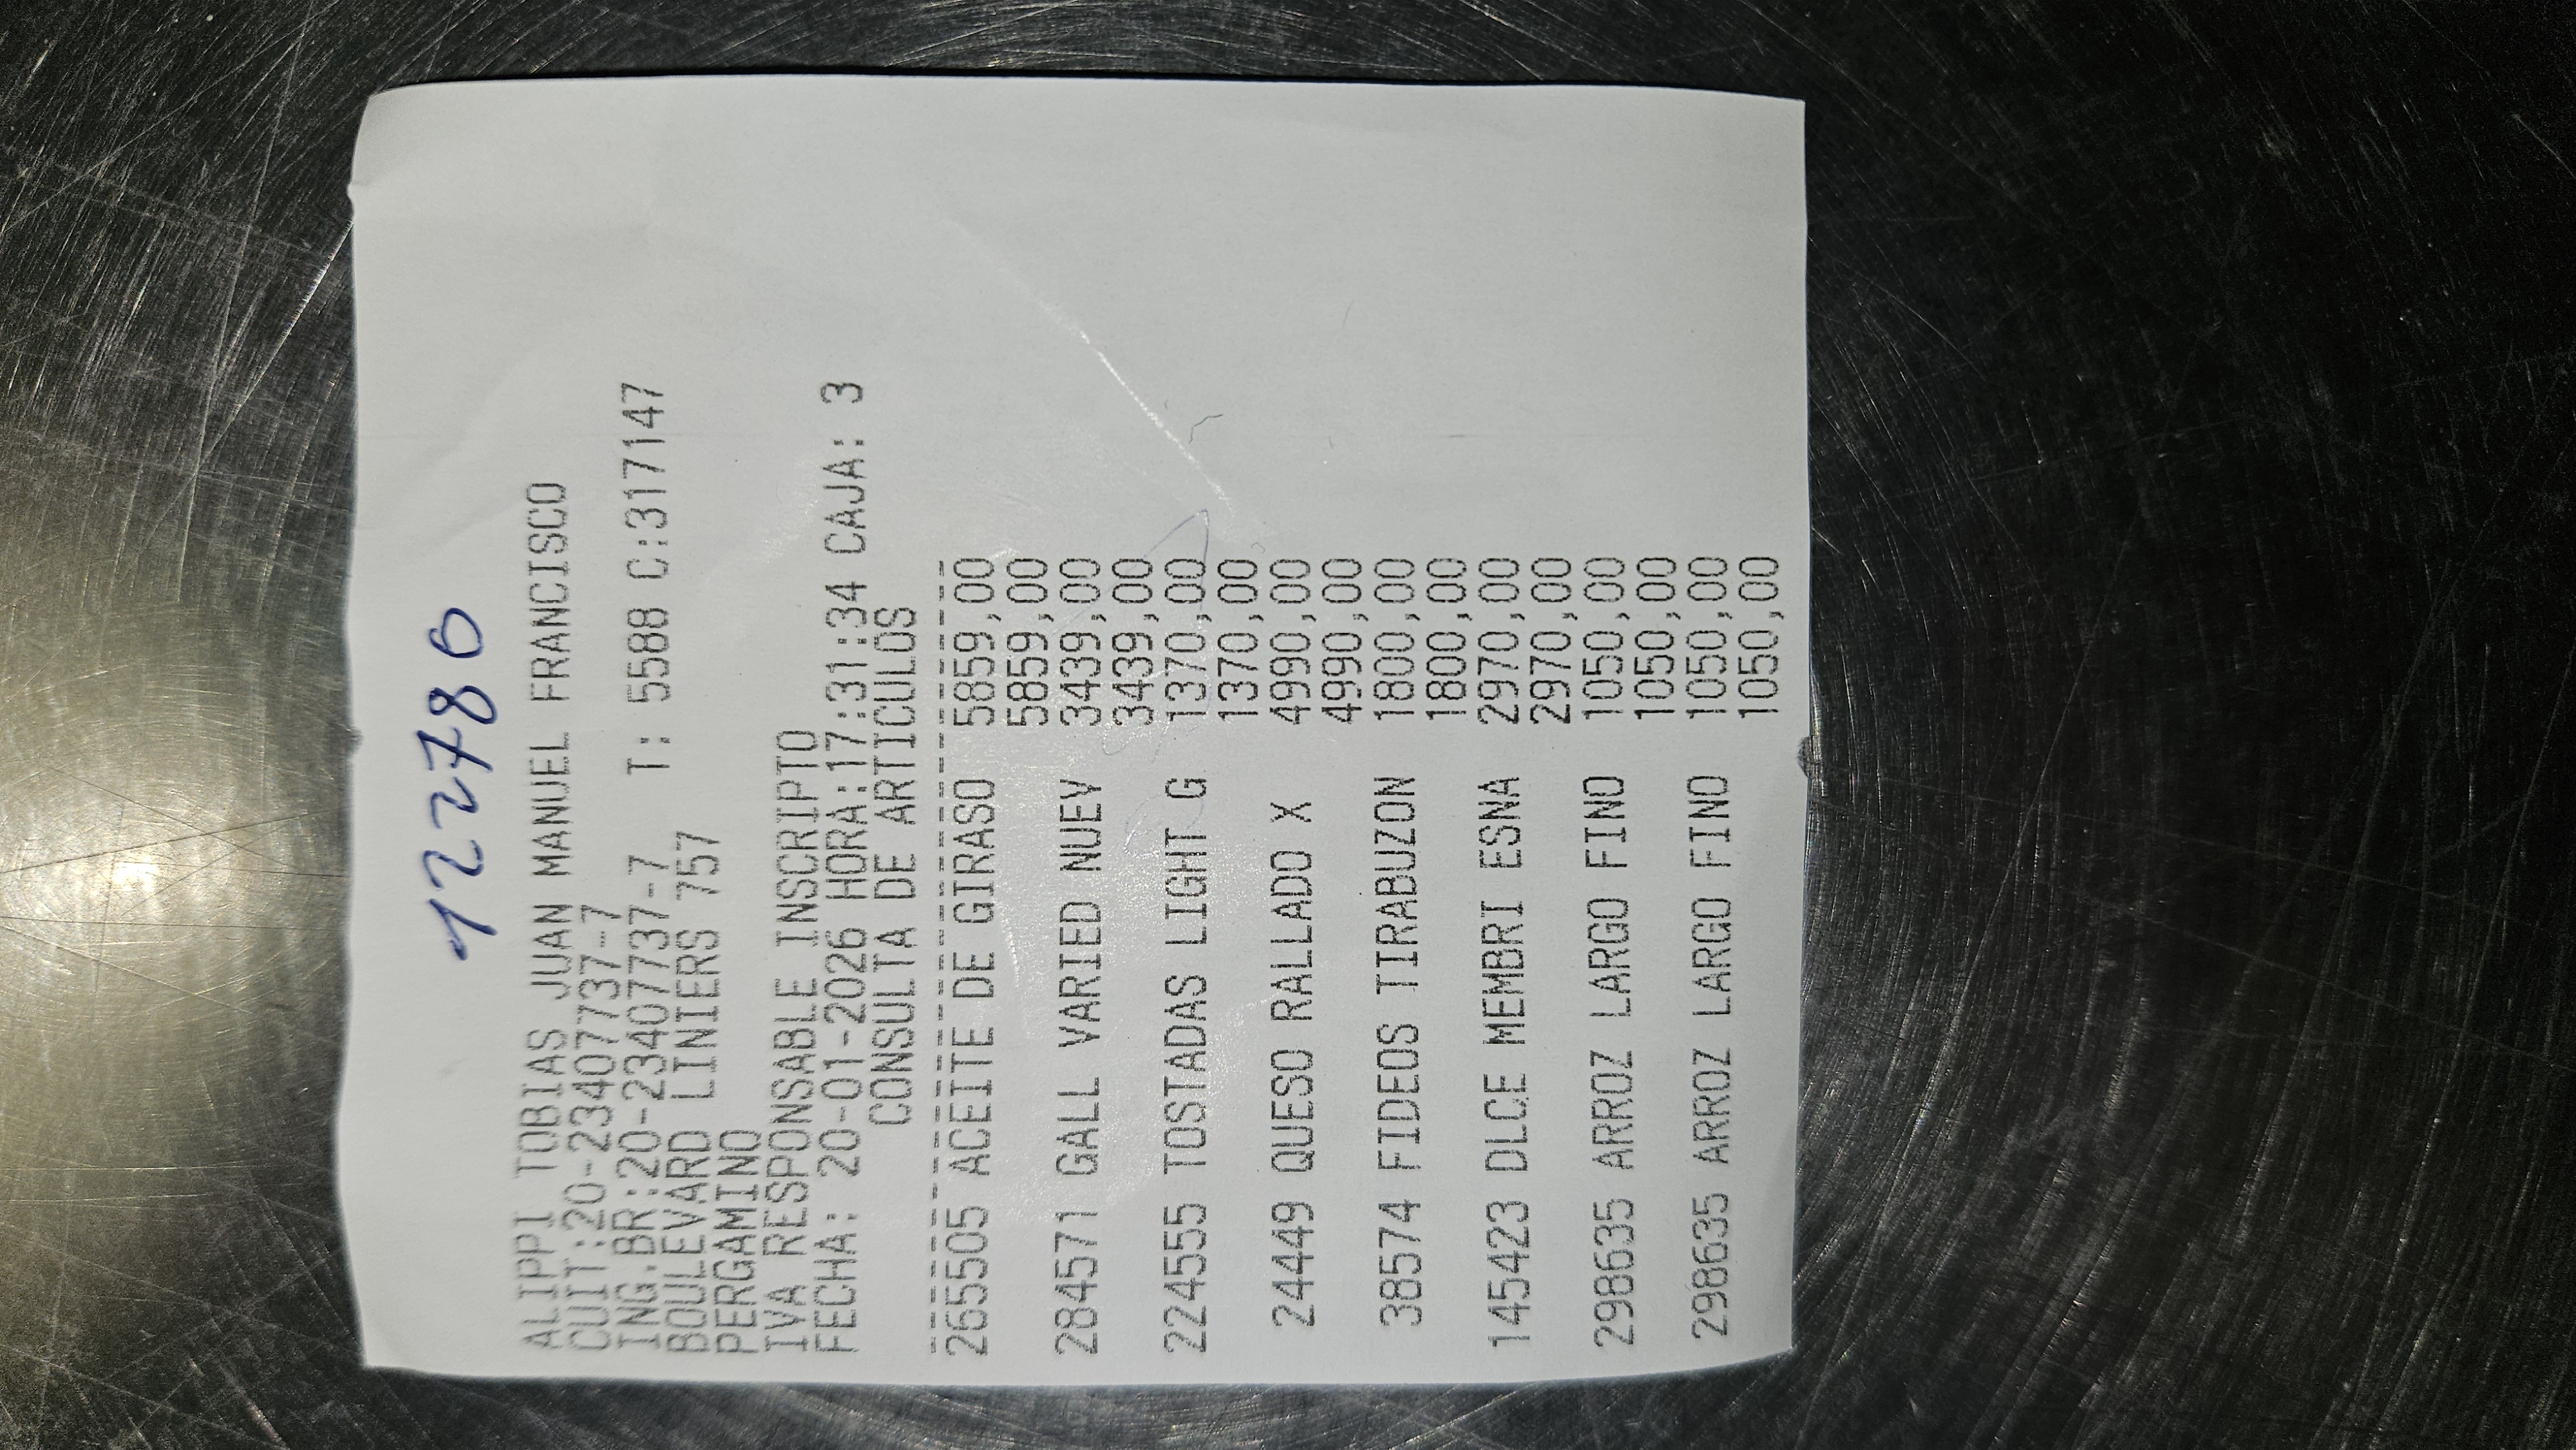 122786
ALIPPI TOBIAS JUAN MANUEL FRANCISCO
CUIT:20-23407737-7
ING.BR:20-23407737-7 T: 5588 C:317147
BOULEVARD LINIERS 757
PERGAMINO
IVA RESPONSABLE INSCRIPTO
FECHA: 20-01-2026 HORA:17:31:34 CAJA: 3
CONSULTA DE ARTICULOS
265505 ACEITE DE GIRASO 5859,00
5859,00
284571 GALL VARIED NUEV 3439,00
3439,00
224555 TOSTADAS LIGHT G 1370,00
1370,00
24449 QUESO RALLADO X 4990,00
4990,00
38574 FIDEOS TIRABUZON 1800,00
1800,00
145423 DLCE MEMBRI ESNA 2970,00
2970,00
298635 ARROZ LARGO FINO 1050,00
1050,00
298635 ARROZ LARGO FINO 1050,00
1050,00